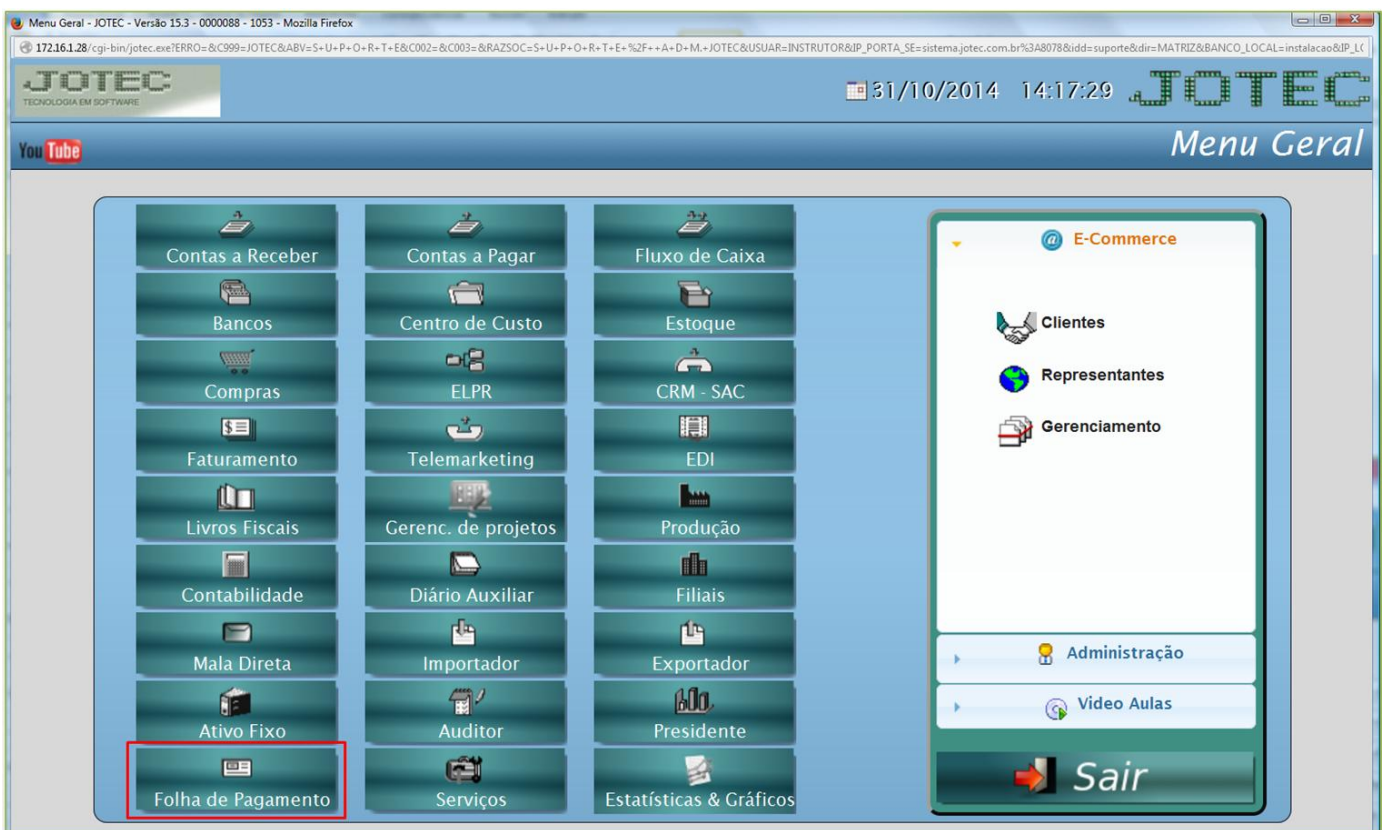 Menu Geral - JOTEC - Versão 15.3 - 0000088 - 1053 - Mozilla Firefox
172.16.1.28/cgi-bin/jotec.exe?ERRO=&C999=JOTEC&ABV=S+U+P+O+R+T+E&C002=&C003=&RAZSOC=S+U+P+O+R+T+E+%2F++A+D+M.+JOTEC&USUAR=INSTRUTOR&IP_PORTA_SE=sistema.jotec.com.br%3A8078&idd=suporte&dir=MATRIZ&BANCO_LOCAL=instalacao&IP_L(
JOTEC
TECNOLOGIA EM SOFTWARE
31/10/2014 14:17:29 JOTEC
YouTube
Menu Geral
Contas a Receber Contas a Pagar Fluxo de Caixa
Bancos Centro de Custo Estoque
Compras ELPR CRM - SAC
Faturamento Telemarketing EDI
Livros Fiscais Gerenc. de projetos Produção
Contabilidade Diário Auxiliar Filiais
Mala Direta Importador Exportador
Ativo Fixo Auditor Presidente
Folha de Pagamento Serviços Estatísticas & Gráficos
E-Commerce
Clientes
Representantes
Gerenciamento
Administração
Video Aulas
Sair